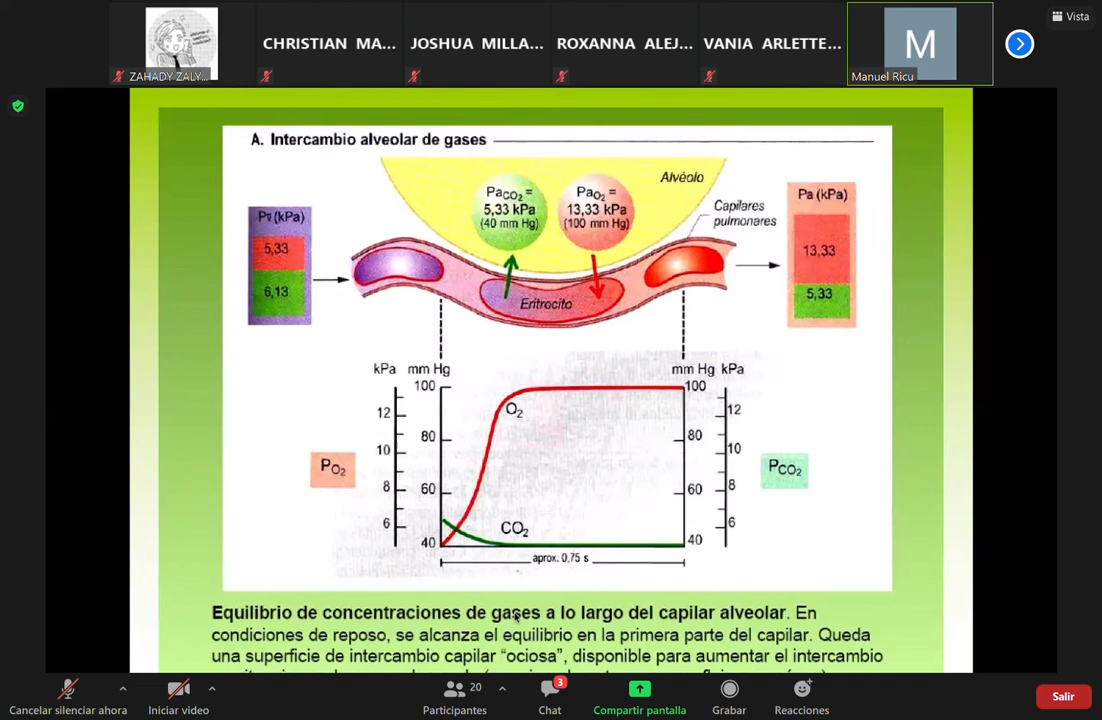 Vista
ZAHADY ZALY...
CHRISTIAN MA...
JOSHUA MILLA...
ROXANNA ALEJ...
VANIA ARLETTE...
M
Manuel Ricu
A. Intercambio alveolar de gases
Alvéolo
PaCO2 =
5,33 kPa
(40 mm Hg)
PaO2 =
13,33 kPa
(100 mm Hg)
Capilares
pulmonares
Pv̄ (kPa)
5,33
6,13
Pa (kPa)
13,33
5,33
Eritrocito
kPa mm Hg
mm Hg kPa
100
12
80
10
60
8
6
40
100
12
80
10
60
8
6
40
O2
CO2
PO2
PCO2
aprox. 0,75 s
Equilibrio de concentraciones de gases a lo largo del capilar alveolar. En
condiciones de reposo, se alcanza el equilibrio en la primera parte del capilar. Queda
una superficie de intercambio capilar “ociosa”, disponible para aumentar el intercambio
Cancelar silenciar ahora
Iniciar video
20
Participantes
3
Chat
Compartir pantalla
Grabar
Reacciones
Salir